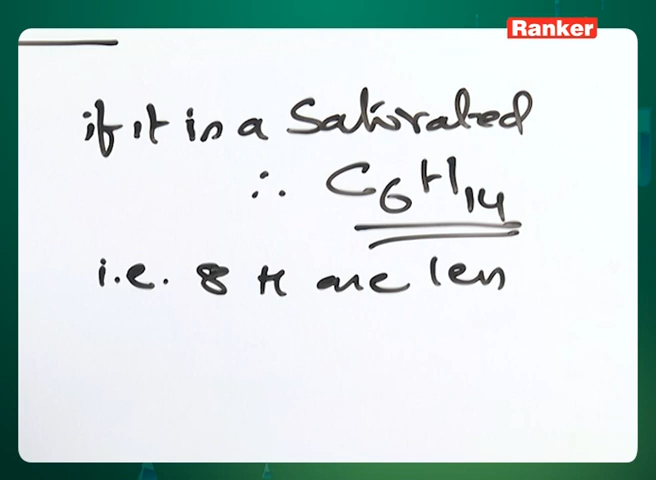 Ranker
if it is a Saturated
∴ C₆H₁₄
i.e. 8 H are less